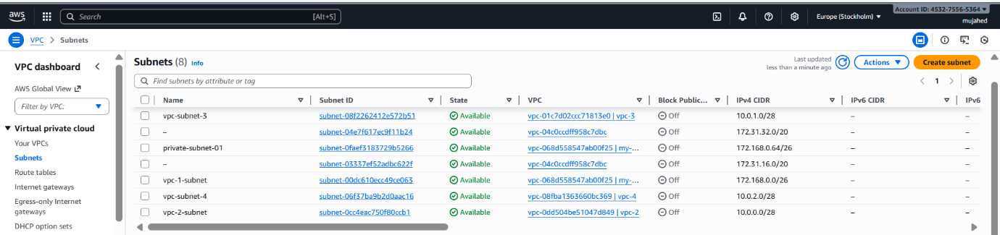 aws Search [Alt+S] Europe (Stockholm) Account ID: 4532-7556-5364
mujahed
VPC > Subnets
VPC dashboard
AWS Global View
Filter by VPC:
Virtual private cloud
Your VPCs
Subnets
Route tables
Internet gateways
Egress-only Internet
gateways
DHCP option sets
Subnets (8) Info
Last updated
less than a minute ago
Actions
Create subnet
Find subnets by attribute or tag
1
Name Subnet ID State VPC Block Public... IPv4 CIDR IPv6 CIDR IPv6
vpc-subnet-3 subnet-08f2262412e572b51 Available vpc-01c7d02ccc71813e0 | vpc-3 Off 10.0.1.0/28 – –
– subnet-04e7f617ec9f11b24 Available vpc-04c0ccdff958c7dbc Off 172.31.32.0/20 – –
private-subnet-01 subnet-0faef3183729b5266 Available vpc-068d558547ab00f25 | my-... Off 172.168.0.64/26 – –
– subnet-03337ef52adbc622f Available vpc-04c0ccdff958c7dbc Off 172.31.16.0/20 – –
vpc-1-subnet subnet-00dc610ecc49ce063 Available vpc-068d558547ab00f25 | my-... Off 172.168.0.0/26 – –
vpc-subnet-4 subnet-06f37ba9b2d0aac16 Available vpc-08fba1363660bc369 | vpc-4 Off 10.0.2.0/28 – –
vpc-2-subnet subnet-0cc4eac750f80ccb1 Available vpc-0dd504be51047d849 | vpc-2 Off 10.0.0.0/28 – –